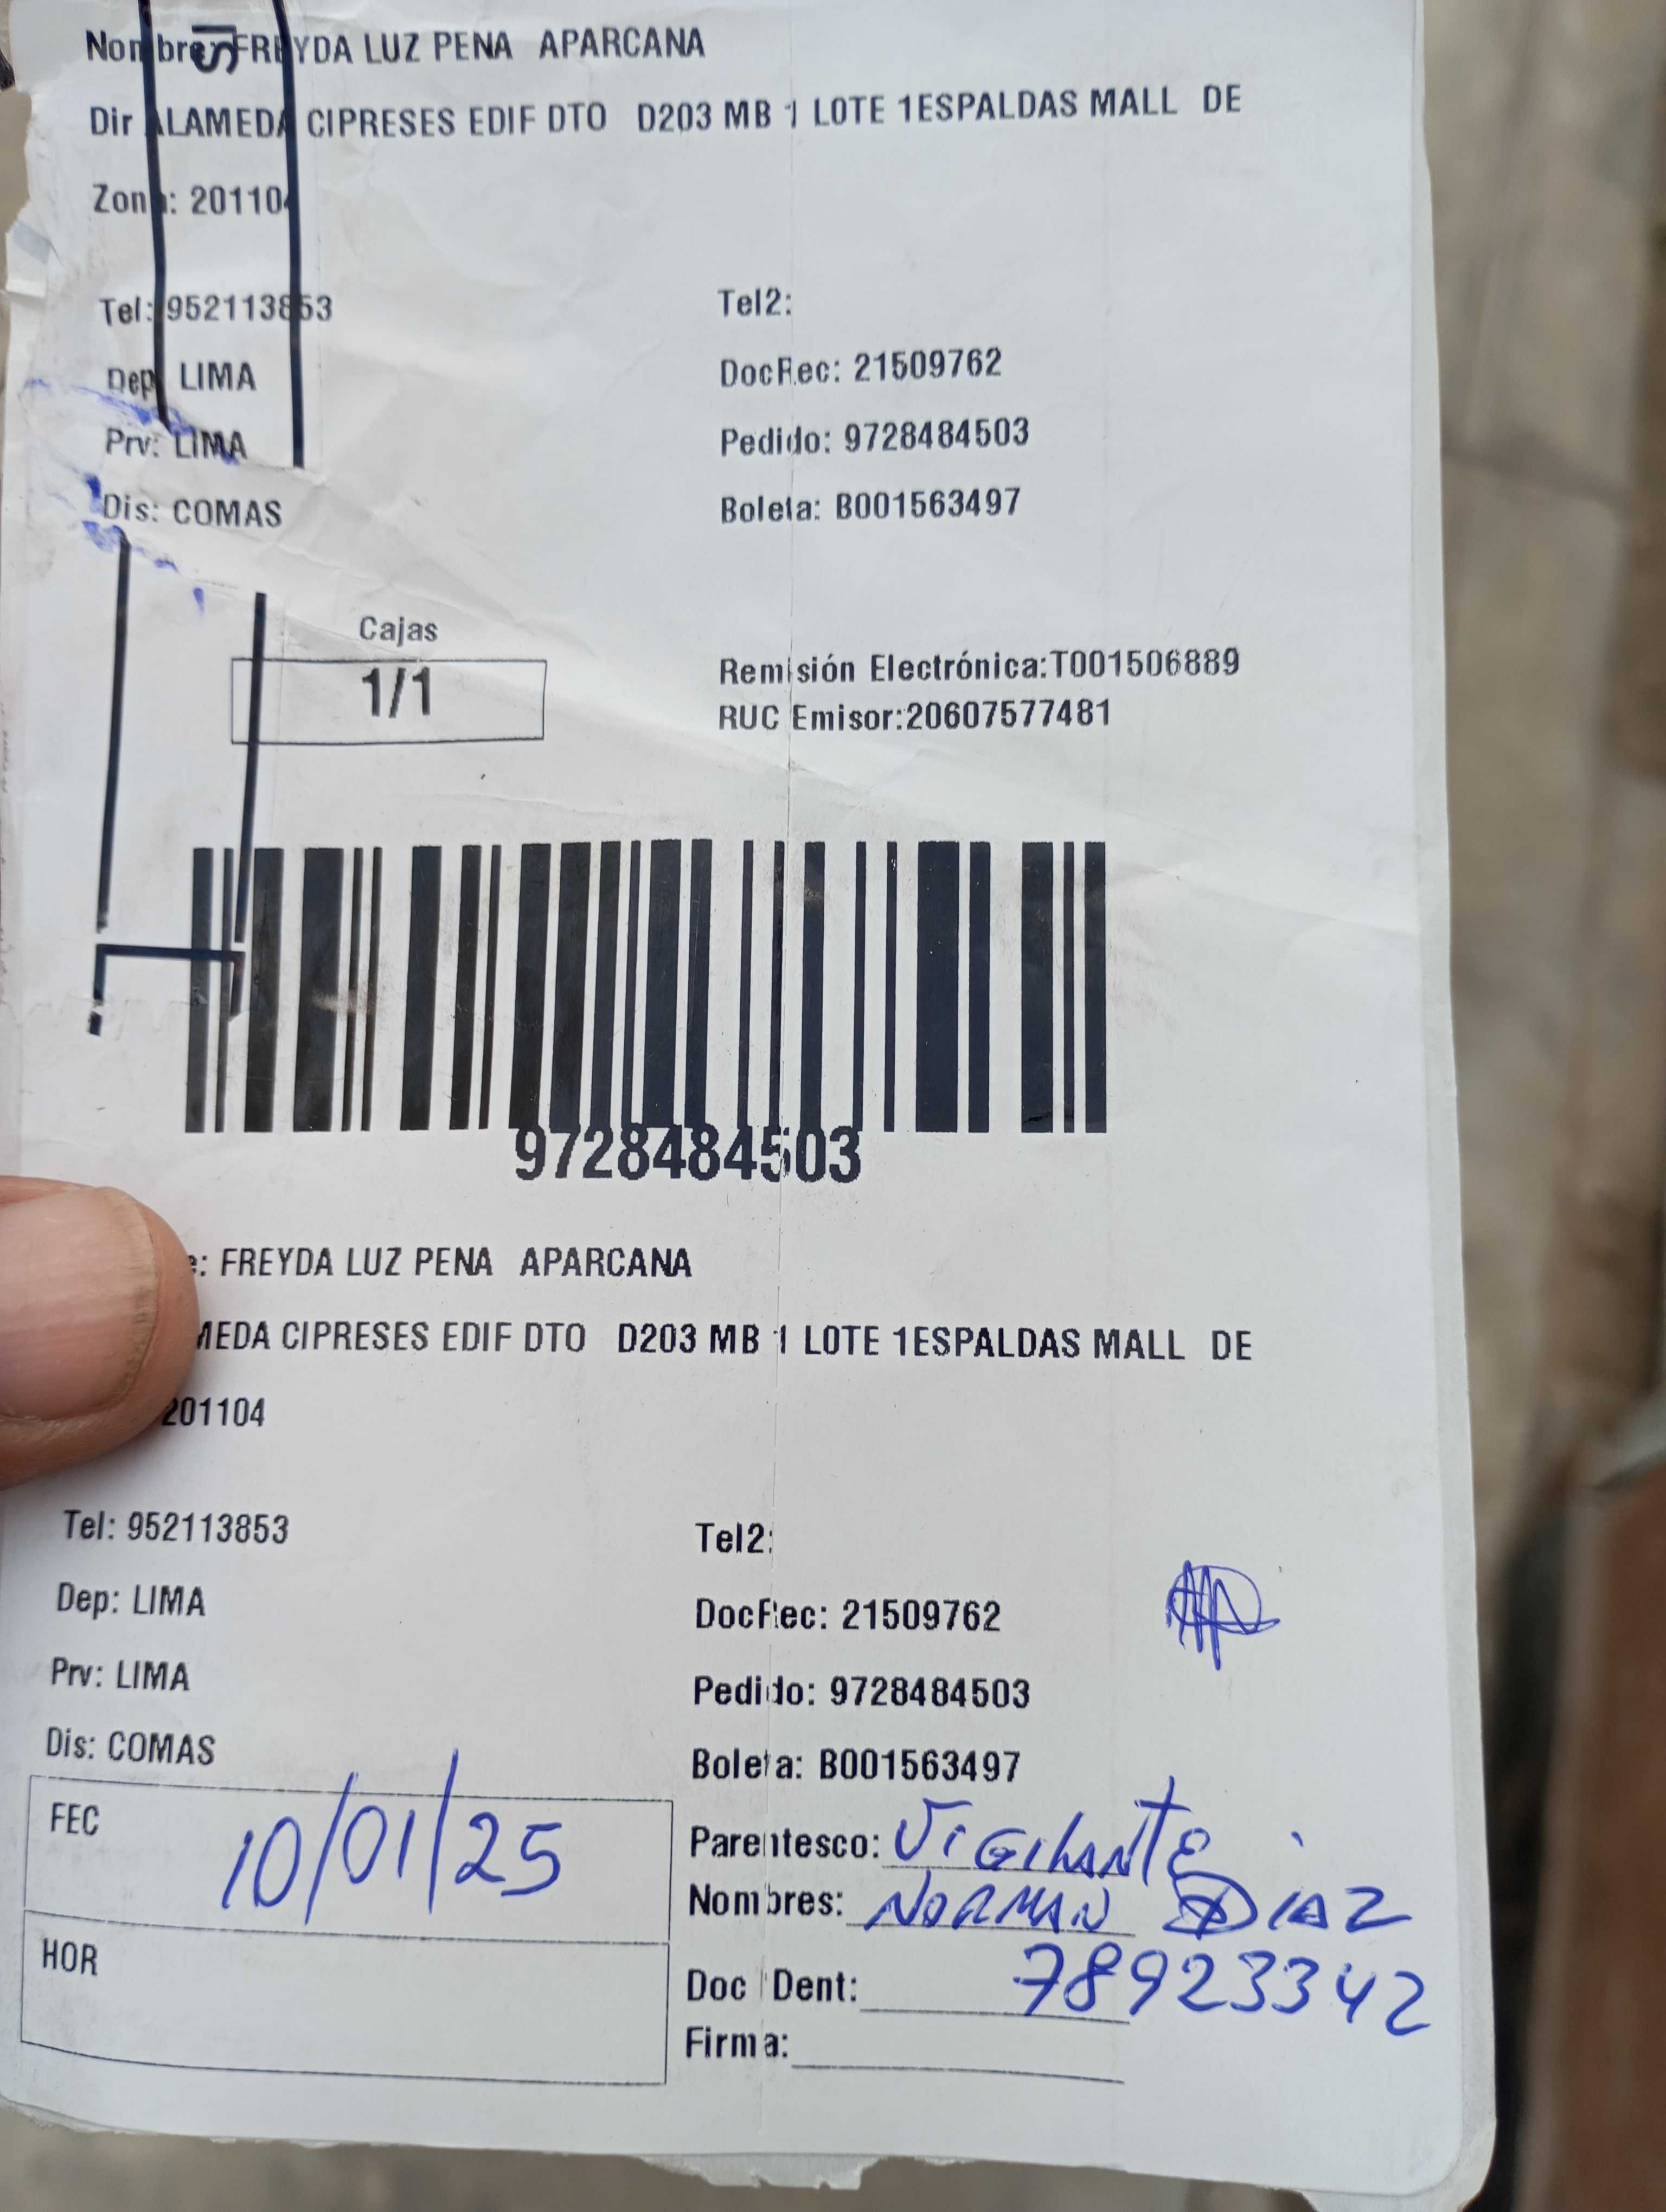 Nombre: FREYDA LUZ PENA APARCANA
Dir ALAMEDA CIPRESES EDIF DTO D203 MB 1 LOTE 1ESPALDAS MALL DE
Zona: 201104
Tel: 952113853 Tel2:
Dep LIMA DocRec: 21509762
Prv: LIMA Pedido: 9728484503
Dis: COMAS Boleta: B001563497
Cajas
1/1
Remisión Electrónica:T001506889
RUC Emisor:20607577481
9728484503
e: FREYDA LUZ PENA APARCANA
MEDA CIPRESES EDIF DTO D203 MB 1 LOTE 1ESPALDAS MALL DE
201104
Tel: 952113853 Tel2:
Dep: LIMA DocRec: 21509762
Prv: LIMA Pedido: 9728484503
Dis: COMAS Boleta: B001563497
FEC 10/01/25
Parentesco: VIGILANTE
Nombres: NORMAN DIAZ
HOR
Doc IDent: 78923342
Firma: